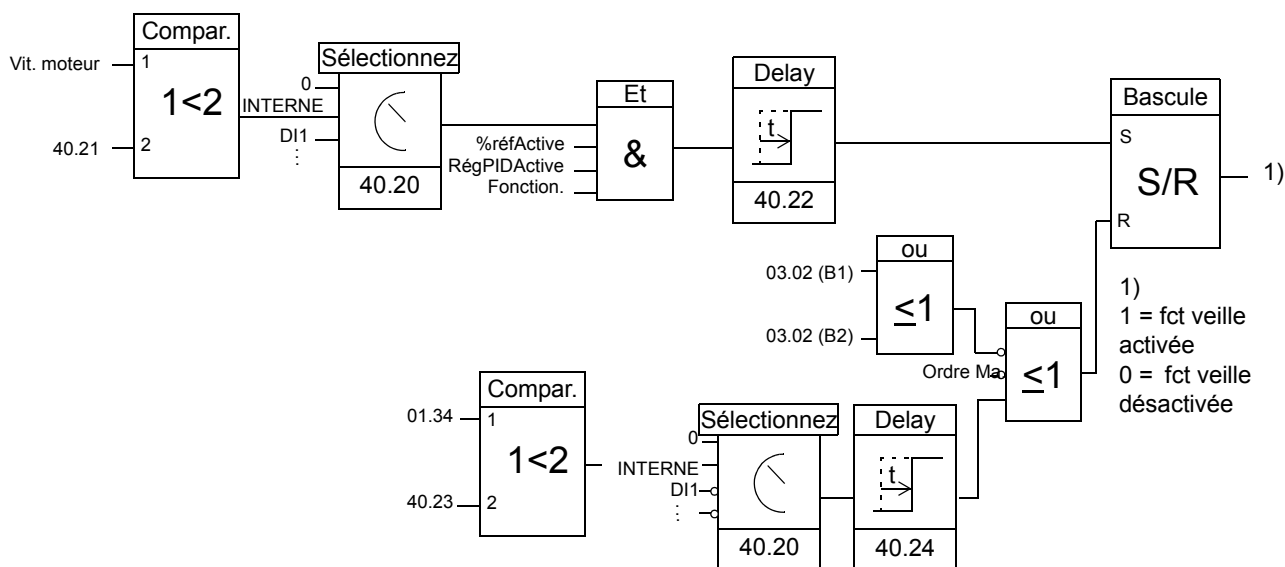 Compar.
Vit. moteur
1
1<2
40.21
2
INTERNE
Sélectionnez
0
DI1
⋮
40.20
Et
%réfActive
RégPIDActive
Fonction.
&
Delay
t
40.22
Bascule
S
S/R
R
1)
ou
03.02 (B1)
≤1
03.02 (B2)
ou
Ordre Ma
≤1
1)
1 = fct veille
activée
0 = fct veille
désactivée
Compar.
01.34
1
1<2
40.23
2
Sélectionnez
0
INTERNE
DI1
⋮
40.20
Delay
t
40.24